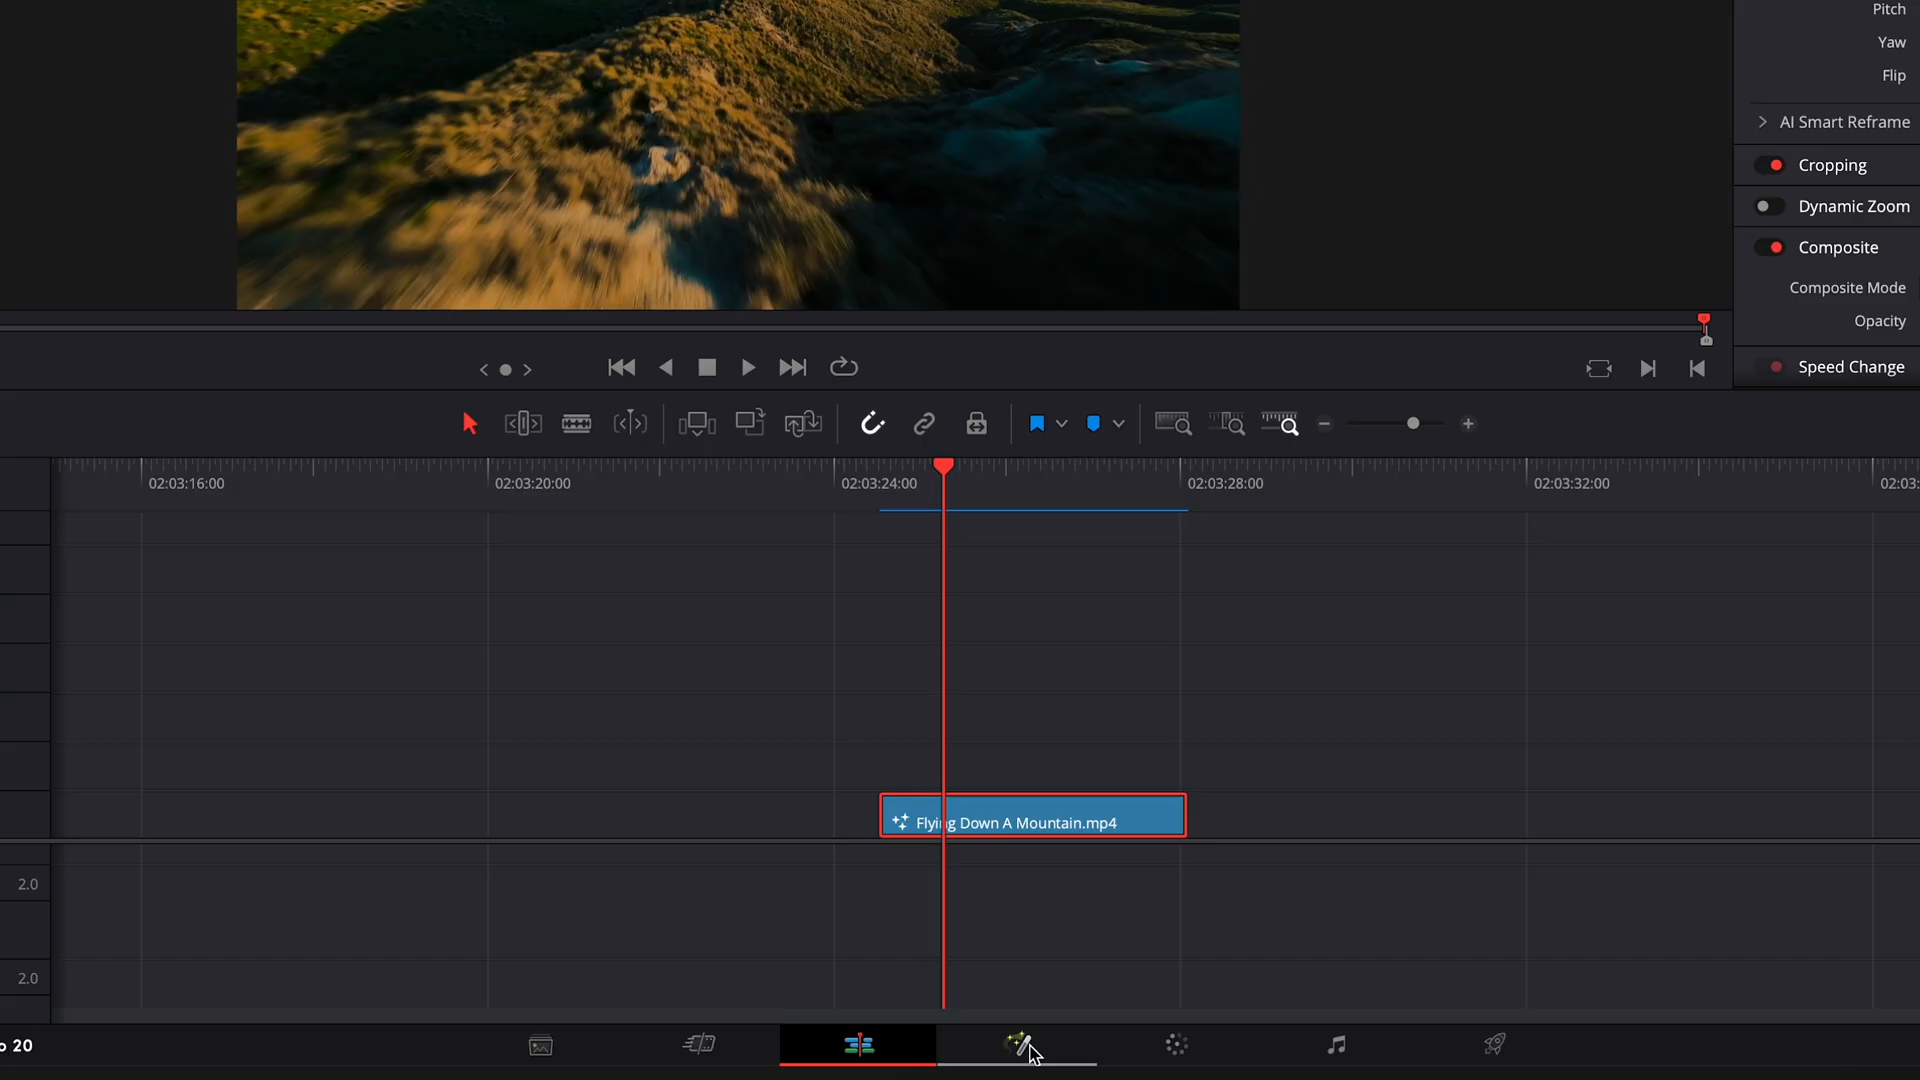 Pitch
Yaw
Flip
AI Smart Reframe
Cropping
Dynamic Zoom
Composite
Composite Mode
Opacity
Speed Change
02:03:16:00
02:03:20:00
02:03:24:00
02:03:28:00
02:03:32:00
02:03:
Flying Down A Mountain.mp4
2.0
2.0
o 20